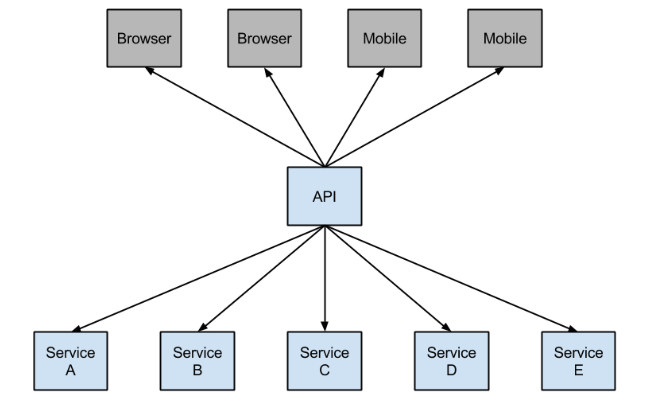 Browser
Browser
Mobile
Mobile
API
Service
A
Service
B
Service
C
Service
D
Service
E